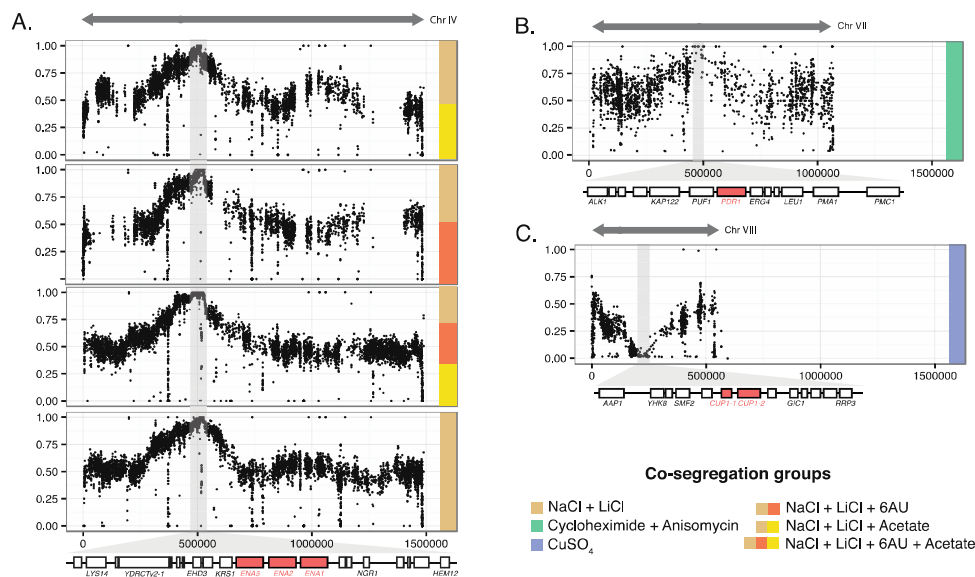 A.
Chr IV
1.00
0.75
0.50
0.25
0.00
1.00
0.75
0.50
0.25
0.00
1.00
0.75
0.50
0.25
0.00
1.00
0.75
0.50
0.25
0.00
0 500000 1000000 1500000
LYS14 YDRCTv2-1 EHD3 KRS1 ENA5 ENA2 ENA1 NGR1 HEM12
B.
Chr VII
1.00
0.75
0.50
0.25
0.00
0 500000 1000000 1500000
ALK1 KAP122 PUF1 PDR1 ERG4 LEU1 PMA1 PMC1
C.
Chr VIII
1.00
0.75
0.50
0.25
0.00
0 500000 1000000 1500000
AAP1 YHK8 SMF2 CUP1-1 CUP1-2 GIC1 RRP3
Co-segregation groups
NaCl + LiCl
Cycloheximide + Anisomycin
CuSO₄
NaCl + LiCl + 6AU
NaCl + LiCl + Acetate
NaCl + LiCl + 6AU + Acetate